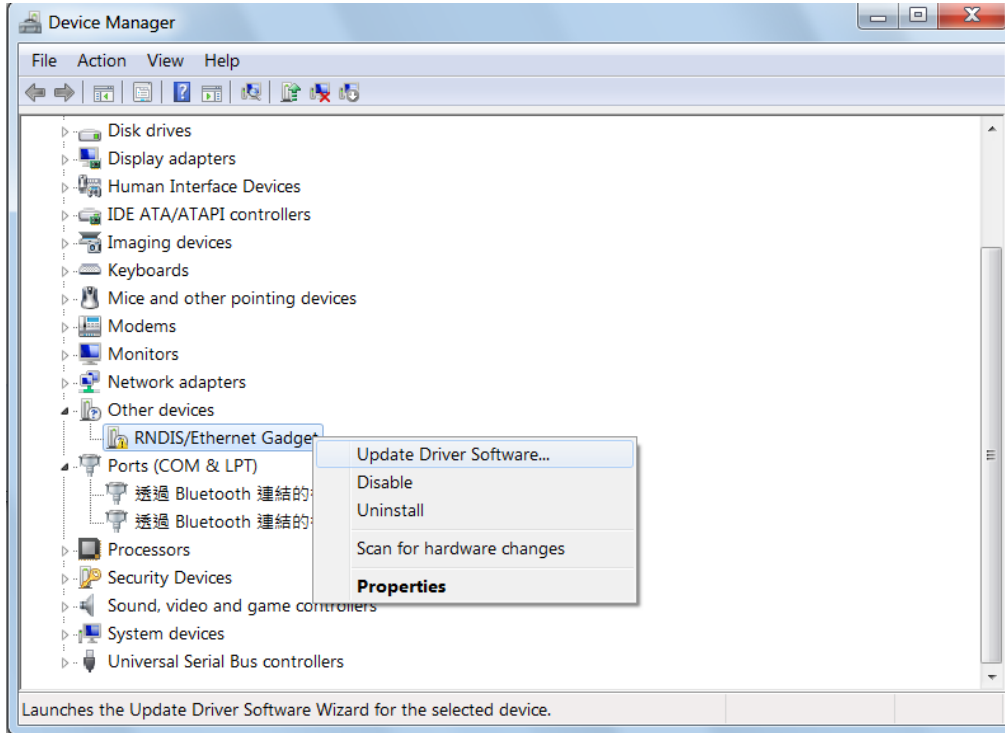 Device Manager
File Action View Help
Disk drives
Display adapters
Human Interface Devices
IDE ATA/ATAPI controllers
Imaging devices
Keyboards
Mice and other pointing devices
Modems
Monitors
Network adapters
Other devices
RNDIS/Ethernet Gadget
Update Driver Software...
Ports (COM & LPT)
Disable
透過 Bluetooth 連結的
Uninstall
透過 Bluetooth 連結的
Processors
Scan for hardware changes
Security Devices
Properties
Sound, video and game controllers
System devices
Universal Serial Bus controllers
Launches the Update Driver Software Wizard for the selected device.